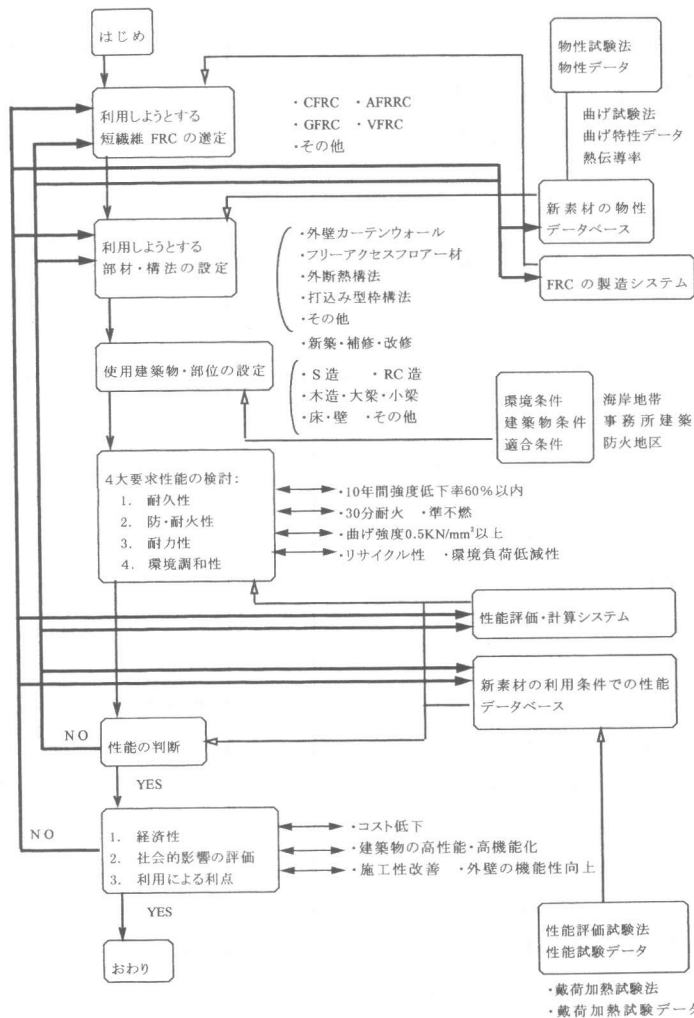 はじめ
物性試験法
物性データ
利用しようとする
短繊維 FRC の選定
・CFRC ・AFRRC
・GFRC ・VFRC
・その他
曲げ試験法
曲げ特性データ
熱伝導率
新素材の物性
データベース
利用しようとする
部材・構法の設定
・外壁カーテンウォール
・フリーアクセスフロアー材
・外断熱構法
・打込み型枠構法
・その他
FRC の製造システム
・新築・補修・改修
使用建築物・部位の設定
・S 造 ・RC 造
・木造・大梁・小梁
・床・壁 ・その他
環境条件 海岸地帯
建築物条件 事務所建築
適合条件 防火地区
4大要求性能の検討:
1. 耐久性
2. 防・耐火性
3. 耐力性
4. 環境調和性
・10年間強度低下率60%以内
・30分耐火 ・準不燃
・曲げ強度0.5KN/mm²以上
・リサイクル性 ・環境負荷低減性
性能評価・計算システム
新素材の利用条件での性能
データベース
NO
性能の判断
YES
NO
1. 経済性
2. 社会的影響の評価
3. 利用による利点
・コスト低下
・建築物の高性能・高機能化
・施工性改善 ・外壁の機能性向上
YES
おわり
性能評価試験法
性能試験データ
・載荷加熱試験法
・載荷加熱試験データ